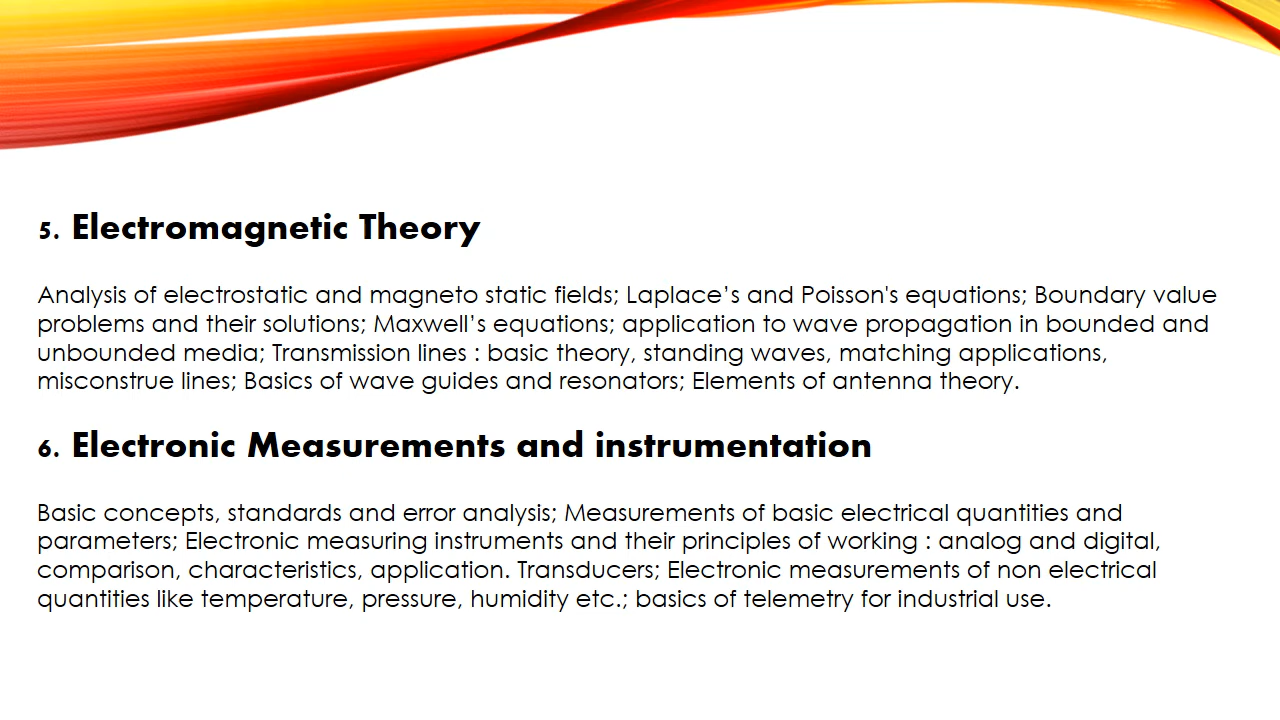 5. Electromagnetic Theory
Analysis of electrostatic and magneto static fields; Laplace’s and Poisson's equations; Boundary value
problems and their solutions; Maxwell’s equations; application to wave propagation in bounded and
unbounded media; Transmission lines : basic theory, standing waves, matching applications,
misconstrue lines; Basics of wave guides and resonators; Elements of antenna theory.
6. Electronic Measurements and instrumentation
Basic concepts, standards and error analysis; Measurements of basic electrical quantities and
parameters; Electronic measuring instruments and their principles of working : analog and digital,
comparison, characteristics, application. Transducers; Electronic measurements of non electrical
quantities like temperature, pressure, humidity etc.; basics of telemetry for industrial use.